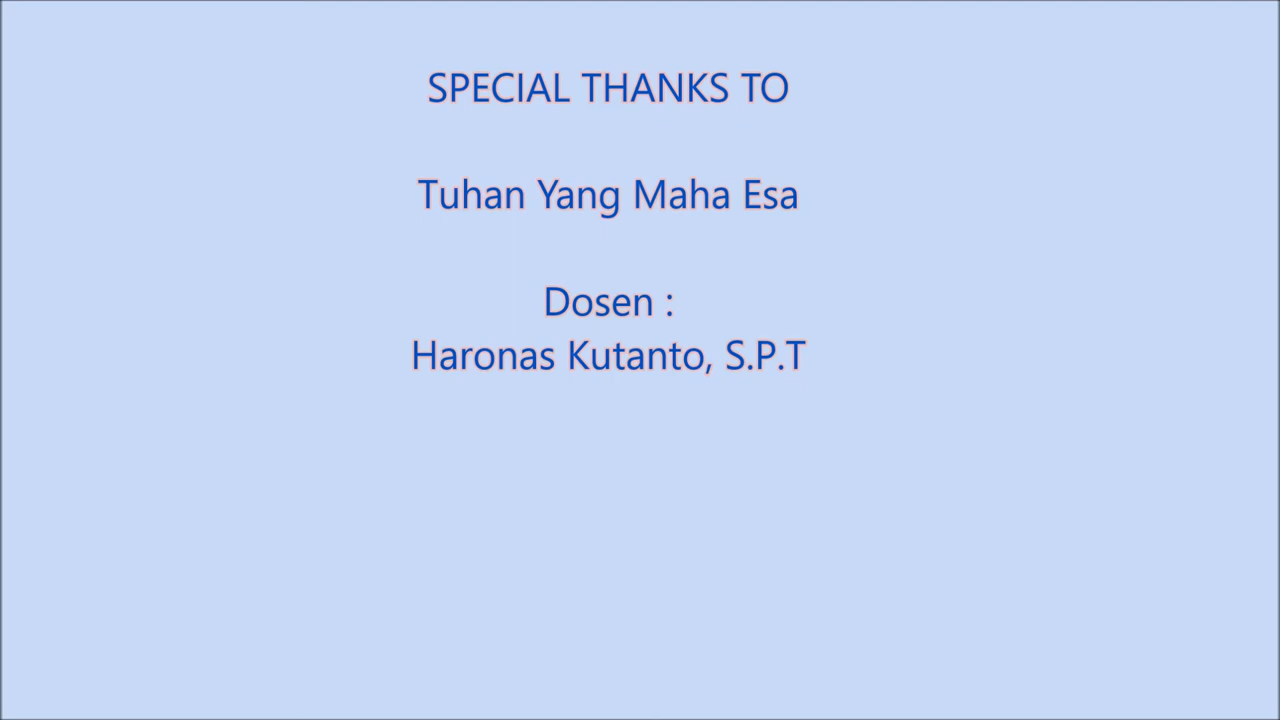 SPECIAL THANKS TO
Tuhan Yang Maha Esa
Dosen :
Haronas Kutanto, S.P.T